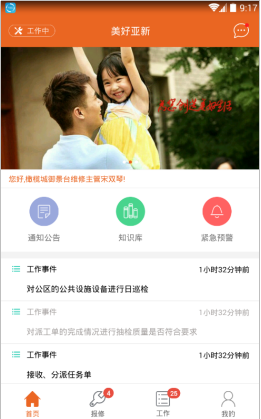 9:17
工作中
美好亚新
您好,橄榄城御景台维修主管宋双琴!
通知公告
知识库
紧急预警
工作事件
1小时32分钟前
对公区的公共设施设备进行日巡检
工作事件
1小时32分钟前
对派工单的完成情况进行抽检质量是否符合要求
工作事件
1小时32分钟前
接收、分派任务单
4
25
首页
报修
工作
我的